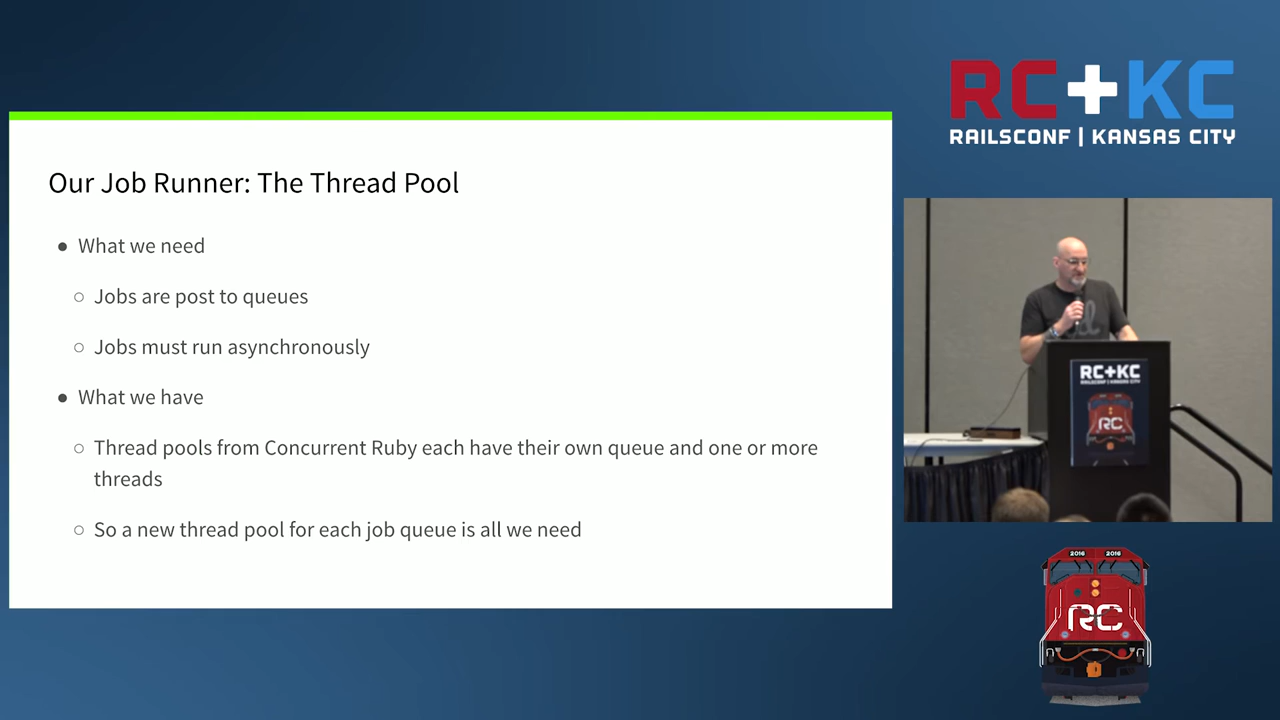 Our Job Runner: The Thread Pool
● What we need
○ Jobs are post to queues
○ Jobs must run asynchronously
● What we have
○ Thread pools from Concurrent Ruby each have their own queue and one or more
threads
○ So a new thread pool for each job queue is all we need
RC+KC
RAILSCONF | KANSAS CITY
RC+KC
RAILSCONF | KANSAS CITY
RC
2016 2016
RC